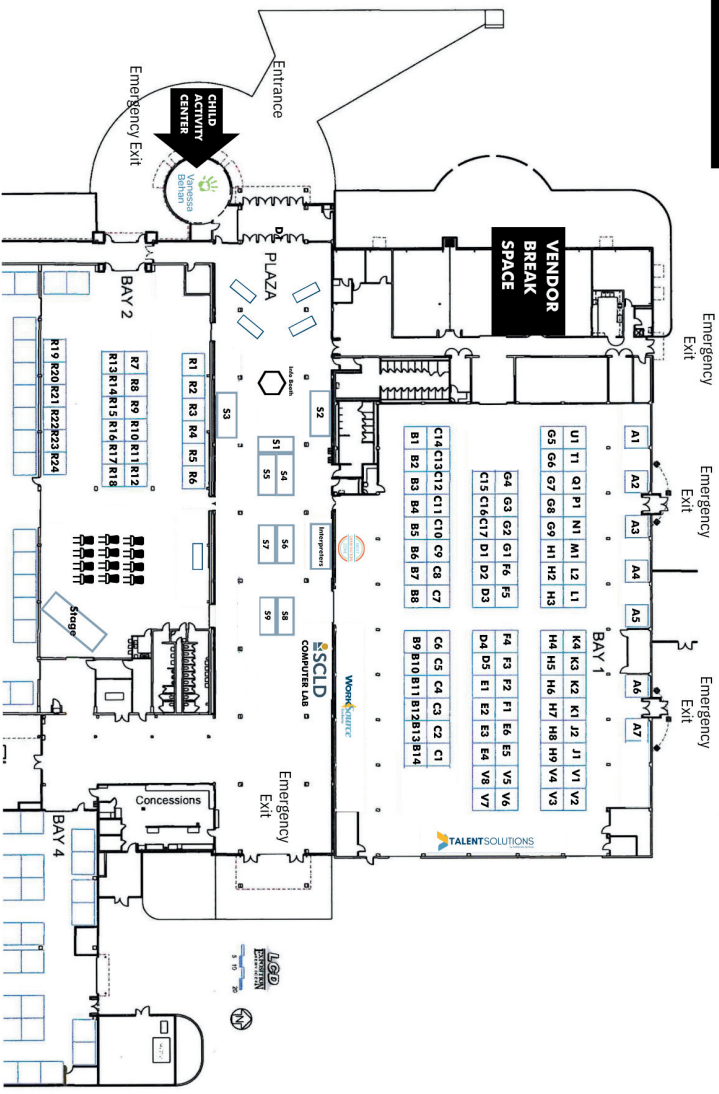 Emergency
Exit
Emergency
Exit
Emergency
Exit
A1 A2 A3 A4 A5 A6 A7
BAY 1
U1 T1 Q1 P1 N1 M1 L2 L1 K4 K3 K2 K1 J2 J1 V1 V2
G5 G6 G7 G8 G9 H1 H2 H3 H4 H5 H6 H7 H8 H9 V4 V3
G4 G3 G2 G1 F6 F5 F4 F3 F2 F1 E6 E5 V5 V6
C15 C16 C17 D1 D2 D3 D4 D5 E1 E2 E3 E4 V8 V7
C14 C13 C12 C11 C10 C9 C8 C7 C6 C5 C4 C3 C2 C1
B1 B2 B3 B4 B5 B6 B7 B8 B9 B10 B11 B12 B13 B14
VENDOR
BREAK
SPACE
TALENTSOLUTIONS
WORKSource
SCLD
COMPUTER LAB
Interpreters
Entrance
PLAZA
Info Booth
S2
S1
S4
S5
S6
S7
S8
S9
S3
Emergency
Exit
CHILD
ACTIVITY
CENTER
Vanessa
Behan
Emergency Exit
BAY 2
R1 R2 R3 R4 R5 R6
R7 R8 R9 R10 R11 R12
R13 R14 R15 R16 R17 R18
R19 R20 R21 R22 R23 R24
Stage
Concessions
BAY 4
LCD
EXPOSITION
5 10 20
N